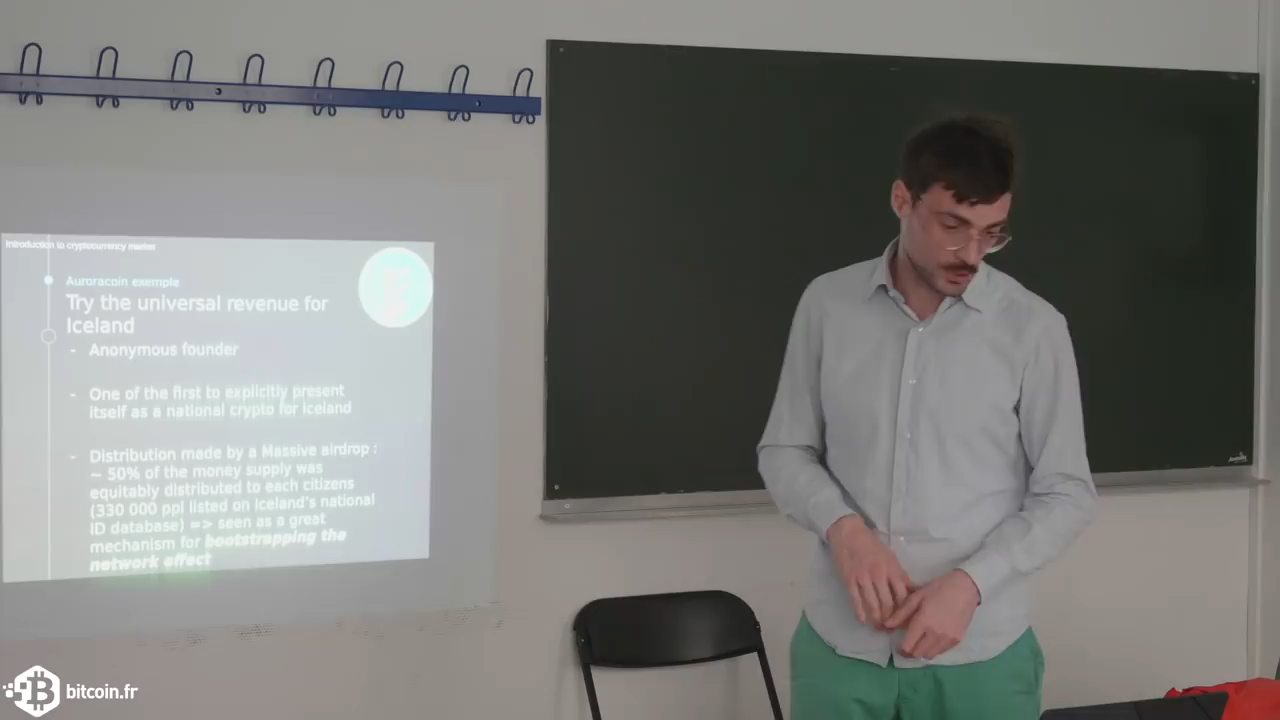 Introduction to cryptocurrency market
Auroracoin exemple
Try the universal revenue for
Iceland
- Anonymous founder
- One of the first to explicitly present
itself as a national crypto for Iceland
- Distribution made by a Massive airdrop :
~ 50% of the money supply was
equitably distributed to each citizens
(330 000 ppl listed on Iceland's national
ID database) => seen as a great
mechanism for bootstrapping the
network effect
bitcoin.fr